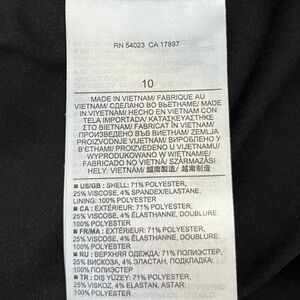 RN 54023 CA 17897
10
MADE IN VIETNAM/ FABRIQUE AU
VIETNAM/ СДЕЛАНО ВО ВЬЕТНАМЕ/ MADE
IN VIYETNAM/ HECHO EN VIETNAM CON
TELA IMPORTADA/ ΚΑΤΑΣΚΕΥΑΣΤΗΚΕ
ΣΤΟ ΒΙΕΤΝΑΜ/ FABRICAT ÎN VIETNAM/
ПРОИЗВЕДЕНО ВЪВ ВИЕТНАМ/ ZEMLJA
PROIZVODNJE VIJETNAM/ ВИРОБЛЕНО У
В'ЄТНАМІ/ PROIZVEDENO U VIJETNAMU/
WYPRODUKOWANO W WIETNAMIE/
FABRICADO NO VIETNÃ/ SZÁRMAZÁSI
HELY: VIETNÁM/ 越南製造/ 越南制造
■ US/GB : SHELL: 71% POLYESTER,
25% VISCOSE, 4% SPANDEX/ELASTANE,
LINING: 100% POLYESTER
■ CA : EXTÉRIEUR: 71% POLYESTER,
25% VISCOSE, 4% ÉLASTHANNE, DOUBLURE:
100% POLYESTER
■ FR/MA : EXTÉRIEUR: 71% POLYESTER,
25% VISCOSE, 4% ÉLASTHANNE, DOUBLURE:
100% POLYESTER
■ RU : ВЕРХНЯЯ ОДЕЖДА: 71% ПОЛИЭСТЕР,
25% ВИСКОЗА, 4% ЭЛАСТАН, ПОДКЛАДКА:
100% ПОЛИЭСТЕР
■ TR : DIŞ YÜZEY: 71% POLYESTER,
25% VISKOZ, 4% ELASTAN, ASTAR:
100% POLYESTER